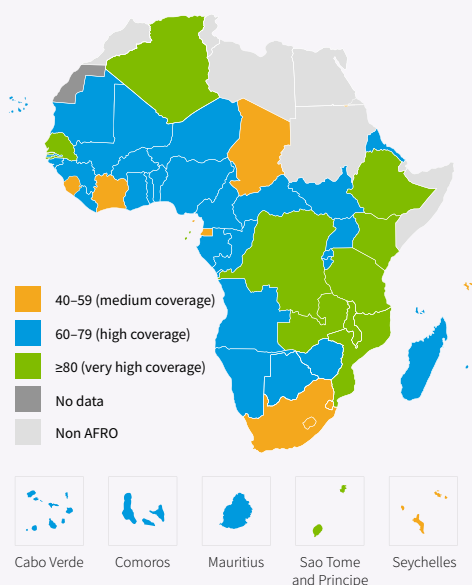 40–59 (medium coverage)
60–79 (high coverage)
≥80 (very high coverage)
No data
Non AFRO
Cabo Verde
Comoros
Mauritius
Sao Tome
and Principe
Seychelles